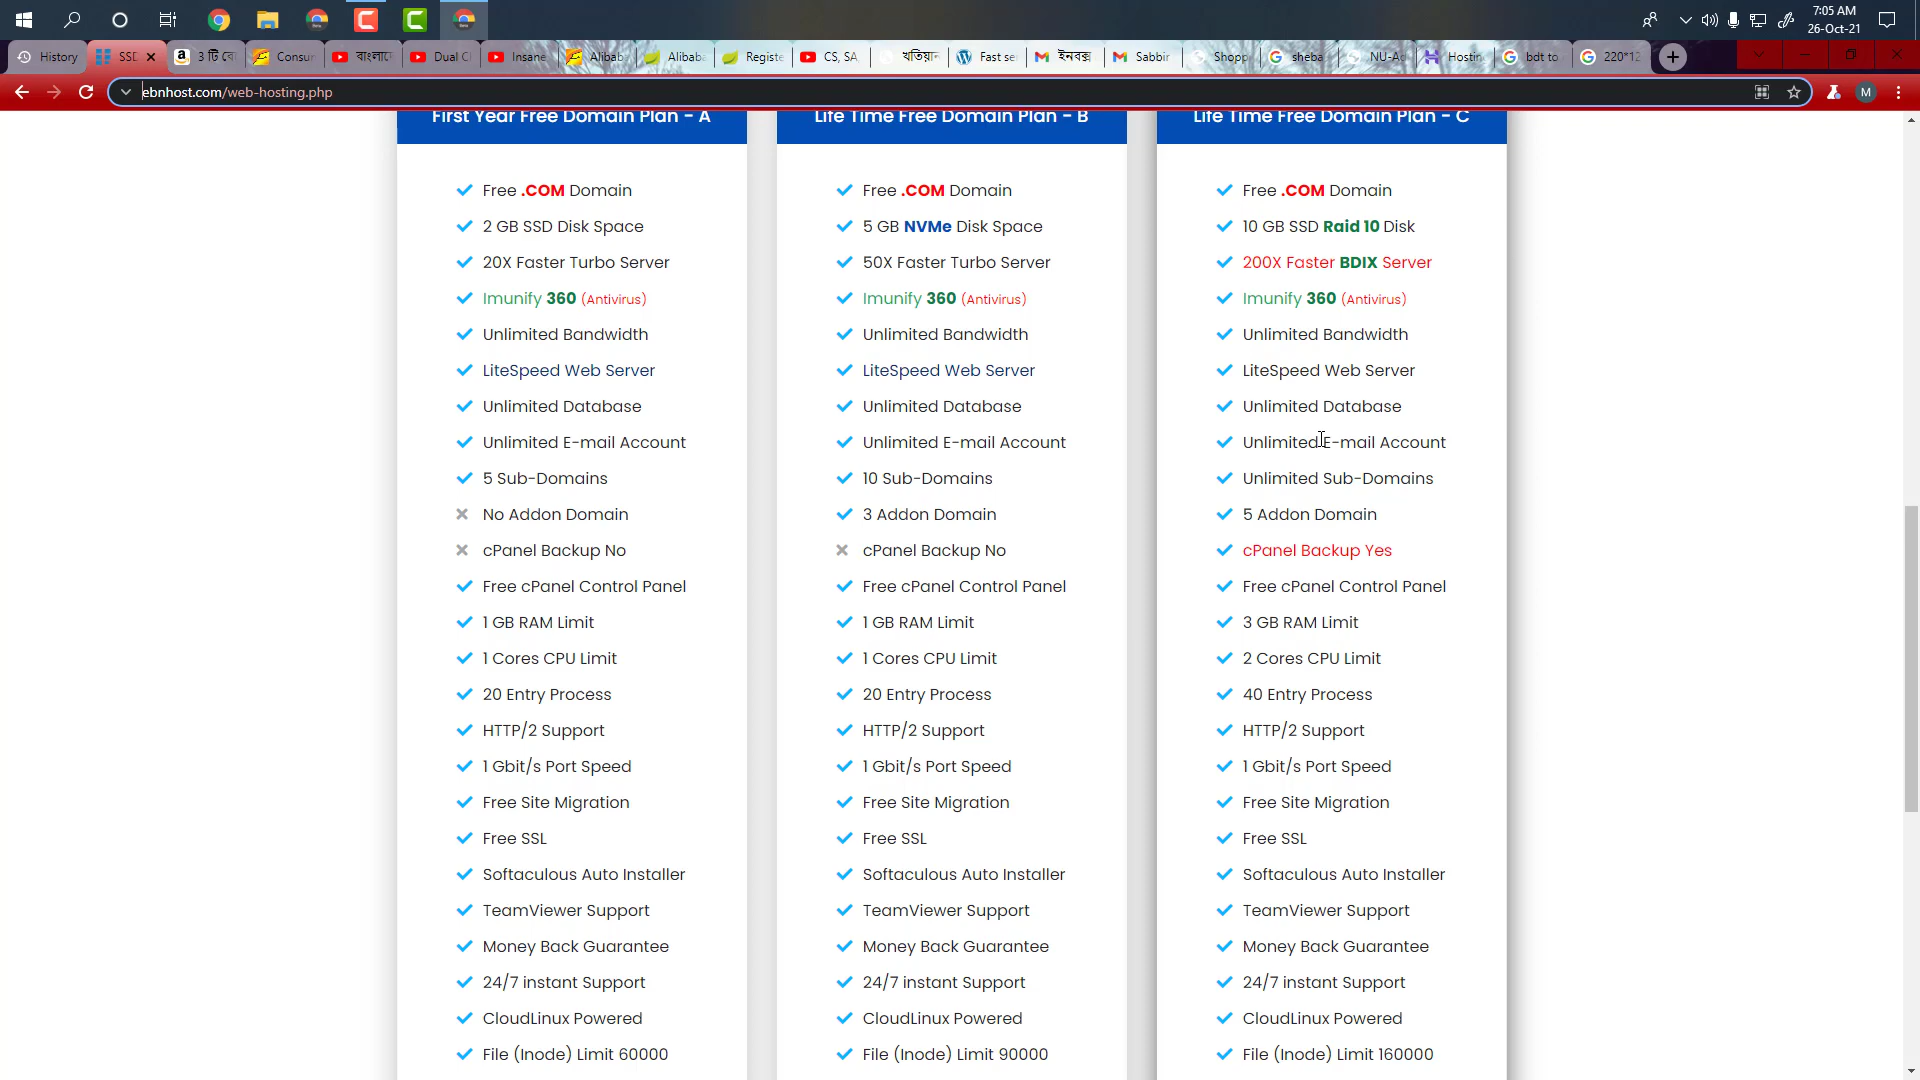 7:05 AM
26-Oct-21
History
SSD
3 টি
Consum
বাংলাদে
Dual C
Insane
Alibab
Alibaba
Registe
CS, SA,
খতিয়ান
Fast se
ইনবক্স
Sabbir
Shopp
sheba
NU-Ad
Hostin
bdt to
220*12
ebnhost.com/web-hosting.php
M
First Year Free Domain Plan - A
Life Time Free Domain Plan - B
Life Time Free Domain Plan - C
Free .COM Domain
2 GB SSD Disk Space
20X Faster Turbo Server
Imunify 360 (Antivirus)
Unlimited Bandwidth
LiteSpeed Web Server
Unlimited Database
Unlimited E-mail Account
5 Sub-Domains
No Addon Domain
cPanel Backup No
Free cPanel Control Panel
1 GB RAM Limit
1 Cores CPU Limit
20 Entry Process
HTTP/2 Support
1 Gbit/s Port Speed
Free Site Migration
Free SSL
Softaculous Auto Installer
TeamViewer Support
Money Back Guarantee
24/7 instant Support
CloudLinux Powered
File (Inode) Limit 60000
Free .COM Domain
5 GB NVMe Disk Space
50X Faster Turbo Server
Imunify 360 (Antivirus)
Unlimited Bandwidth
LiteSpeed Web Server
Unlimited Database
Unlimited E-mail Account
10 Sub-Domains
3 Addon Domain
cPanel Backup No
Free cPanel Control Panel
1 GB RAM Limit
1 Cores CPU Limit
20 Entry Process
HTTP/2 Support
1 Gbit/s Port Speed
Free Site Migration
Free SSL
Softaculous Auto Installer
TeamViewer Support
Money Back Guarantee
24/7 instant Support
CloudLinux Powered
File (Inode) Limit 90000
Free .COM Domain
10 GB SSD Raid 10 Disk
200X Faster BDIX Server
Imunify 360 (Antivirus)
Unlimited Bandwidth
LiteSpeed Web Server
Unlimited Database
Unlimited E-mail Account
Unlimited Sub-Domains
5 Addon Domain
cPanel Backup Yes
Free cPanel Control Panel
3 GB RAM Limit
2 Cores CPU Limit
40 Entry Process
HTTP/2 Support
1 Gbit/s Port Speed
Free Site Migration
Free SSL
Softaculous Auto Installer
TeamViewer Support
Money Back Guarantee
24/7 instant Support
CloudLinux Powered
File (Inode) Limit 160000